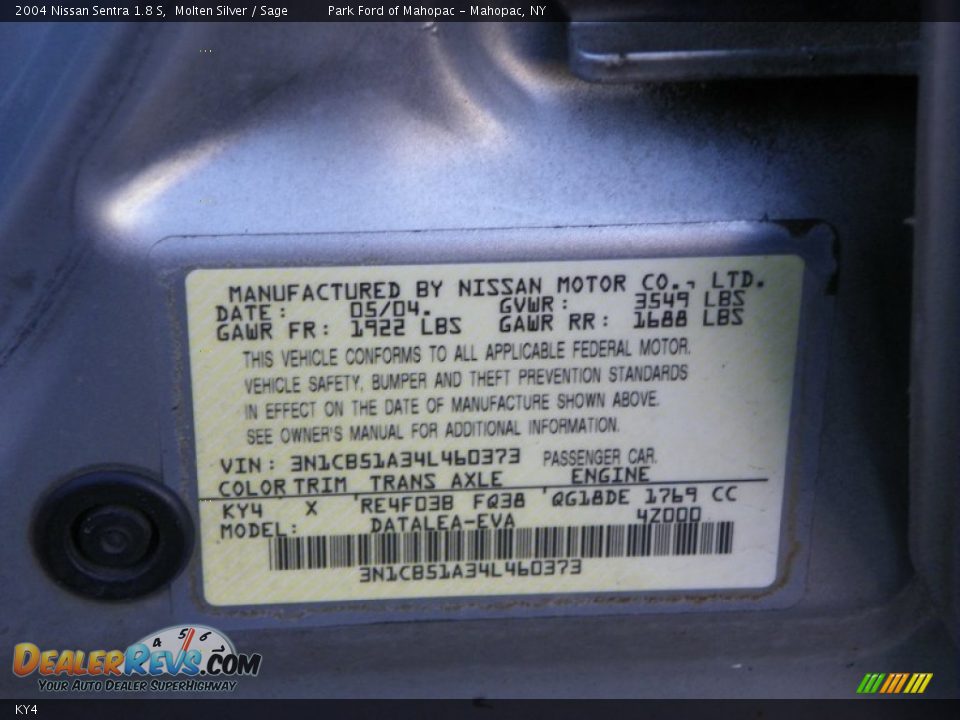 2004 Nissan Sentra 1.8 S,  Molten Silver / Sage    Park Ford of Mahopac - Mahopac, NY
MANUFACTURED BY NISSAN MOTOR CO., LTD.
DATE: 05/04. GVWR: 3549 LBS
GAWR FR: 1922 LBS GAWR RR: 1688 LBS
THIS VEHICLE CONFORMS TO ALL APPLICABLE FEDERAL MOTOR.
VEHICLE SAFETY, BUMPER AND THEFT PREVENTION STANDARDS
IN EFFECT ON THE DATE OF MANUFACTURE SHOWN ABOVE.
SEE OWNER'S MANUAL FOR ADDITIONAL INFORMATION.
VIN: 3N1CB51A34L460373 PASSENGER CAR.
COLOR TRIM TRANS AXLE ENGINE
KY4 X 'RE4F03B FQ38 'QG18DE 1769 CC
MODEL: DATALEA-EVA 4Z000
3N1CB51A34L460373
4 5 6 7
DEALERREVS.COM
YOUR AUTO DEALER SUPERHIGHWAY
KY4